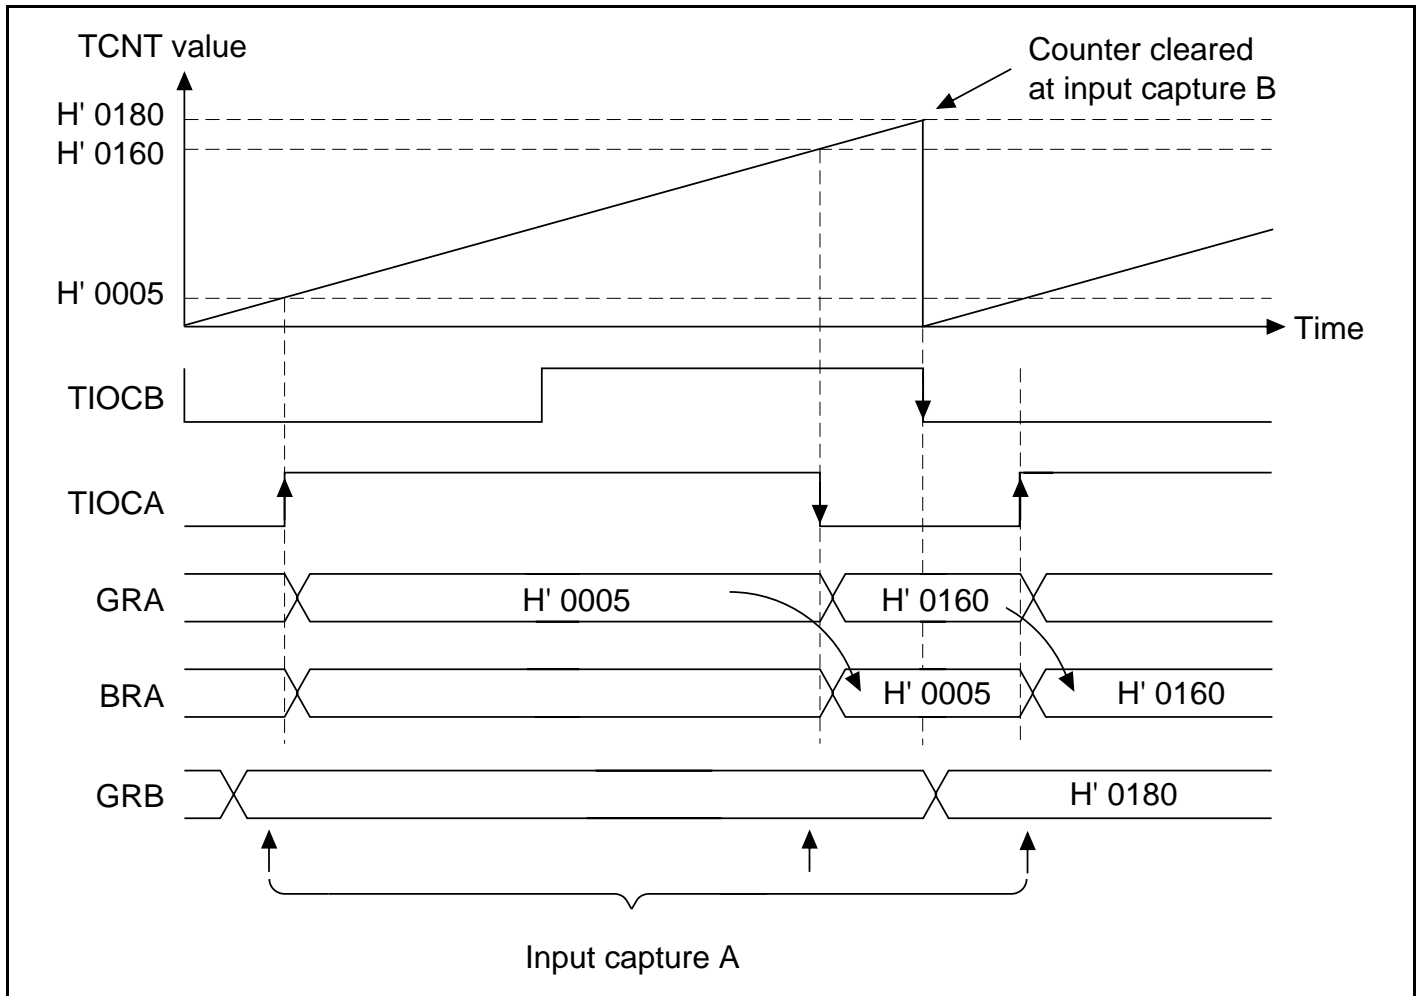 TCNT value
Counter cleared
at input capture B
H' 0180
H' 0160
H' 0005
Time
TIOCB
TIOCA
GRA
H' 0005
H' 0160
BRA
H' 0005
H' 0160
GRB
H' 0180
Input capture A